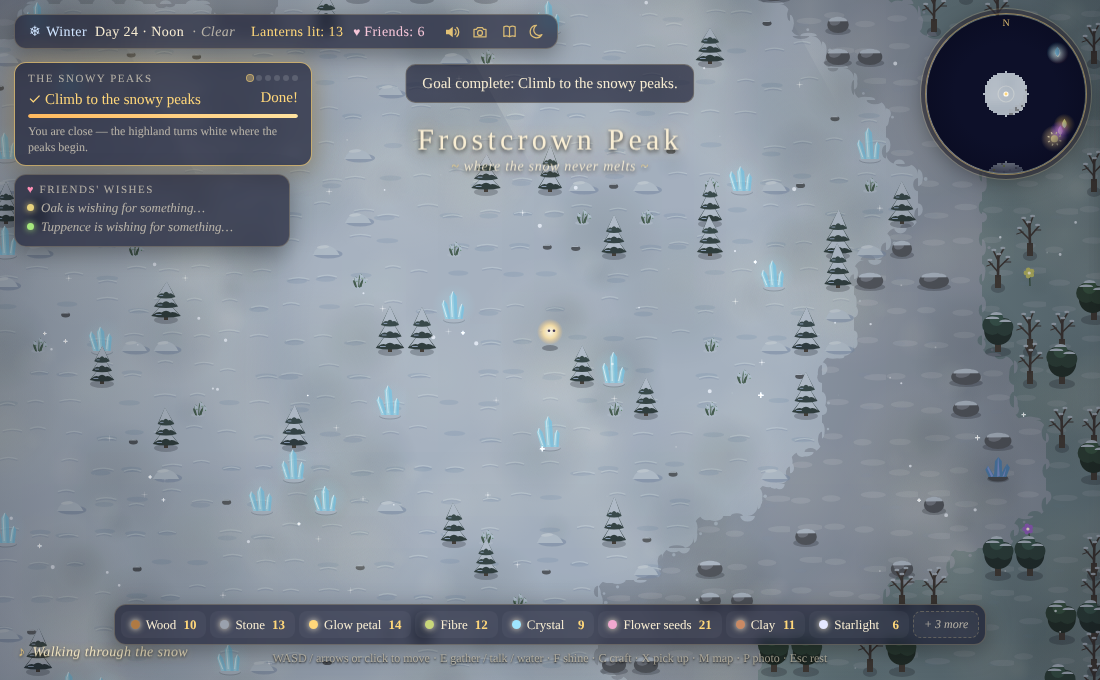 ❄ Winter Day 24 · Noon · Clear Lanterns lit: 13 ♥ Friends: 6
N
THE SNOWY PEAKS
✓ Climb to the snowy peaks Done!
You are close — the highland turns white where the
peaks begin.
Goal complete: Climb to the snowy peaks.
Frostcrown Peak
~ where the snow never melts ~
♥ FRIENDS' WISHES
Oak is wishing for something…
Tuppence is wishing for something…
Wood 10 Stone 13 Glow petal 14 Fibre 12 Crystal 9 Flower seeds 21 Clay 11 Starlight 6 + 3 more
♪ Walking through the snow
WASD / arrows or click to move · E gather / talk / water · F shine · C craft · X pick up · M map · P photo · Esc rest